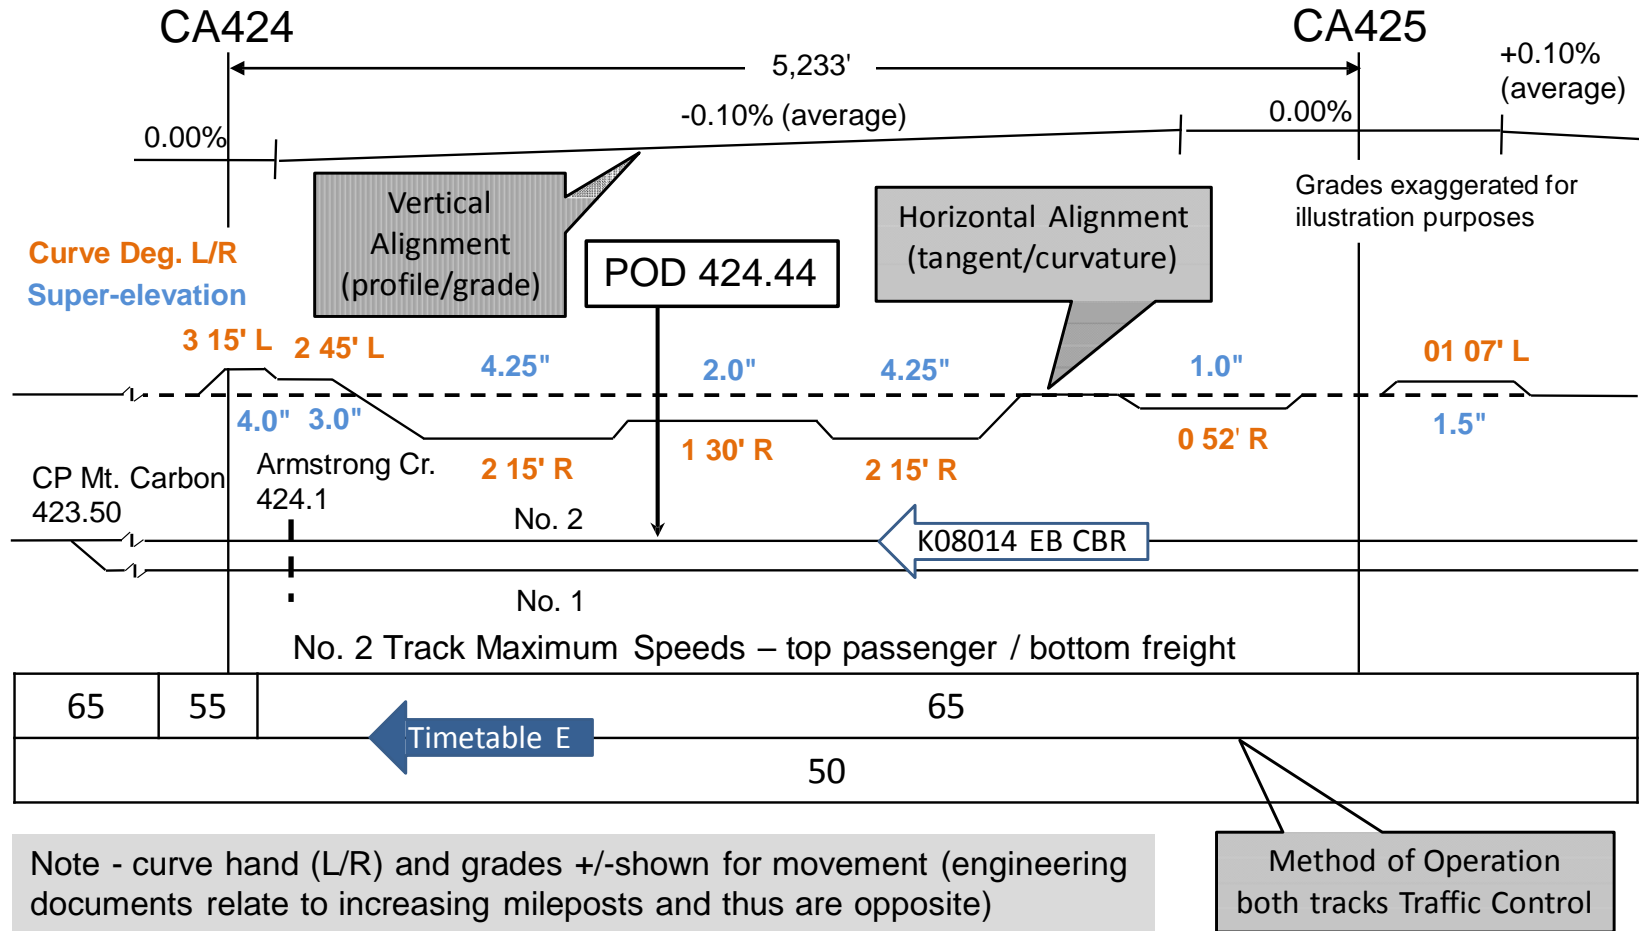 CA424
CA425
5,233'
+0.10%
(average)
-0.10% (average)
0.00%
0.00%
Vertical
Alignment
(profile/grade)
Horizontal Alignment
(tangent/curvature)
Grades exaggerated for
illustration purposes
POD 424.44
Curve Deg. L/R
Super-elevation
3 15' L
2 45' L
4.25"
2.0"
4.25"
1.0"
01 07' L
4.0"
3.0"
2 15' R
1 30' R
2 15' R
0 52' R
1.5"
CP Mt. Carbon
423.50
Armstrong Cr.
424.1
No. 2
K08014 EB CBR
No. 1
No. 2 Track Maximum Speeds – top passenger / bottom freight
65
55
65
Timetable E
50
Note - curve hand (L/R) and grades +/-shown for movement (engineering
documents relate to increasing mileposts and thus are opposite)
Method of Operation
both tracks Traffic Control